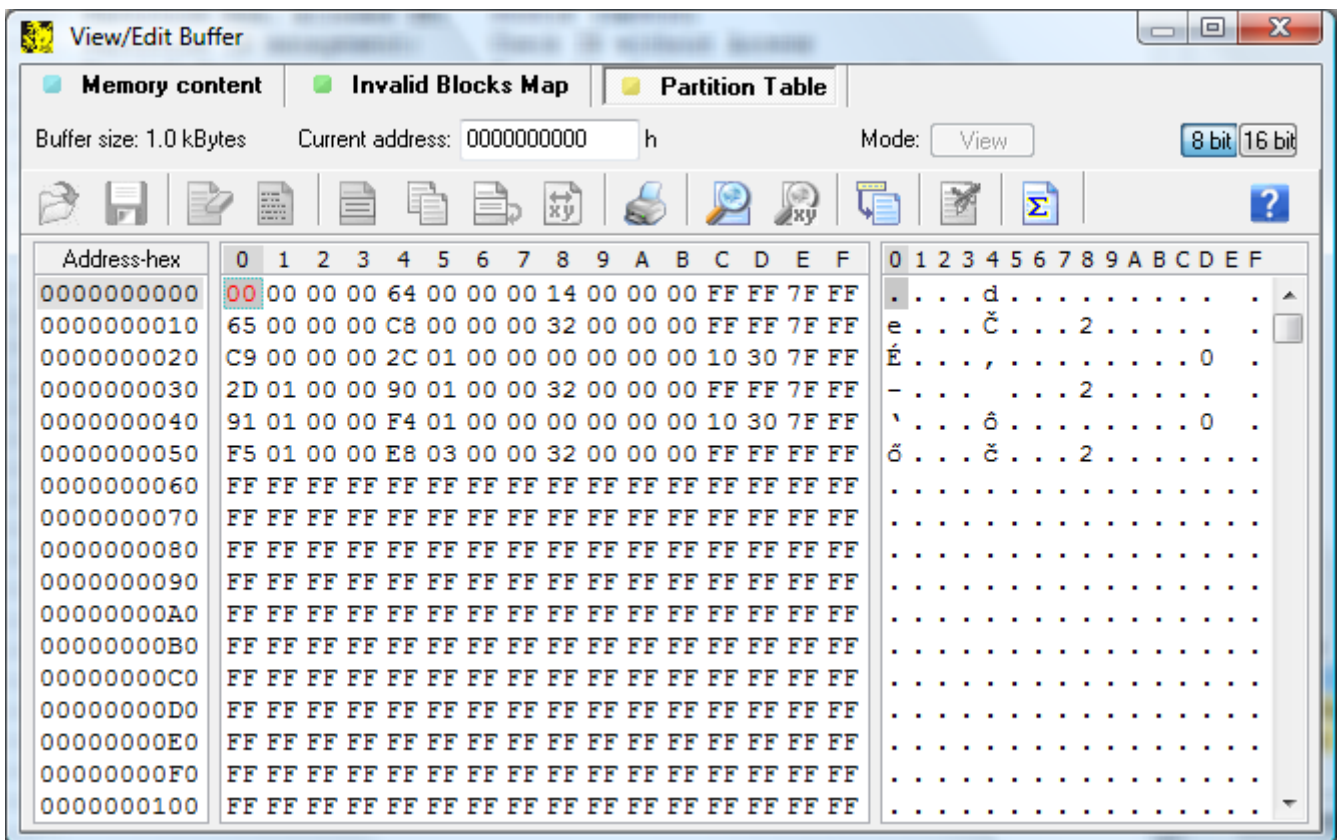 View/Edit Buffer
Memory content Invalid Blocks Map Partition Table
Buffer size: 1.0 kBytes Current address: 0000000000 h Mode: View 8 bit 16 bit
Address-hex 0 1 2 3 4 5 6 7 8 9 A B C D E F 0 1 2 3 4 5 6 7 8 9 A B C D E F
0000000000 00 00 00 00 64 00 00 00 14 00 00 00 FF FF 7F FF . . . . d . . . . . . . . . .
0000000010 65 00 00 00 C8 00 00 00 32 00 00 00 FF FF 7F FF e . . . Č . . . 2 . . . . . .
0000000020 C9 00 00 00 2C 01 00 00 00 00 00 00 10 30 7F FF É . . . , . . . . . . . . 0 .
0000000030 2D 01 00 00 90 01 00 00 32 00 00 00 FF FF 7F FF - . . . . . . 2 . . . . . .
0000000040 91 01 00 00 F4 01 00 00 00 00 00 00 10 30 7F FF ‘ . . . ô . . . . . . . . 0 .
0000000050 F5 01 00 00 E8 03 00 00 32 00 00 00 FF FF FF FF ő . . . č . . . 2 . . . . . . .
0000000060 FF FF FF FF FF FF FF FF FF FF FF FF FF FF FF FF . . . . . . . . . . . . . . . .
0000000070 FF FF FF FF FF FF FF FF FF FF FF FF FF FF FF FF . . . . . . . . . . . . . . . .
0000000080 FF FF FF FF FF FF FF FF FF FF FF FF FF FF FF FF . . . . . . . . . . . . . . . .
0000000090 FF FF FF FF FF FF FF FF FF FF FF FF FF FF FF FF . . . . . . . . . . . . . . . .
00000000A0 FF FF FF FF FF FF FF FF FF FF FF FF FF FF FF FF . . . . . . . . . . . . . . . .
00000000B0 FF FF FF FF FF FF FF FF FF FF FF FF FF FF FF FF . . . . . . . . . . . . . . . .
00000000C0 FF FF FF FF FF FF FF FF FF FF FF FF FF FF FF FF . . . . . . . . . . . . . . . .
00000000D0 FF FF FF FF FF FF FF FF FF FF FF FF FF FF FF FF . . . . . . . . . . . . . . . .
00000000E0 FF FF FF FF FF FF FF FF FF FF FF FF FF FF FF FF . . . . . . . . . . . . . . . .
00000000F0 FF FF FF FF FF FF FF FF FF FF FF FF FF FF FF FF . . . . . . . . . . . . . . . .
0000000100 FF FF FF FF FF FF FF FF FF FF FF FF FF FF FF FF . . . . . . . . . . . . . . . .